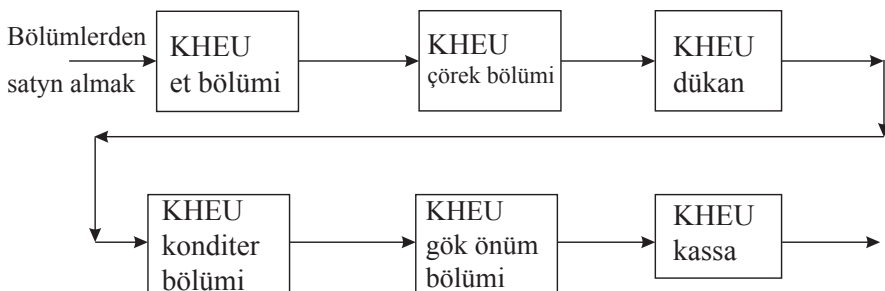 Bölümlerden
satyn almak
KHEU
et bölümi
KHEU
çörek bölümi
KHEU
dükan
KHEU
konditer
bölümi
KHEU
gök önüm
bölümi
KHEU
kassa